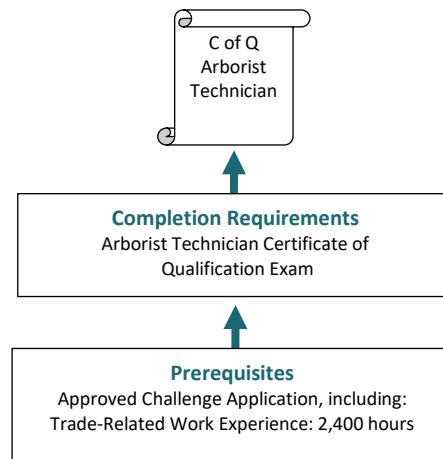 C of Q
Arborist
Technician
Completion Requirements
Arborist Technician Certificate of
Qualification Exam
Prerequisites
Approved Challenge Application, including:
Trade-Related Work Experience: 2,400 hours